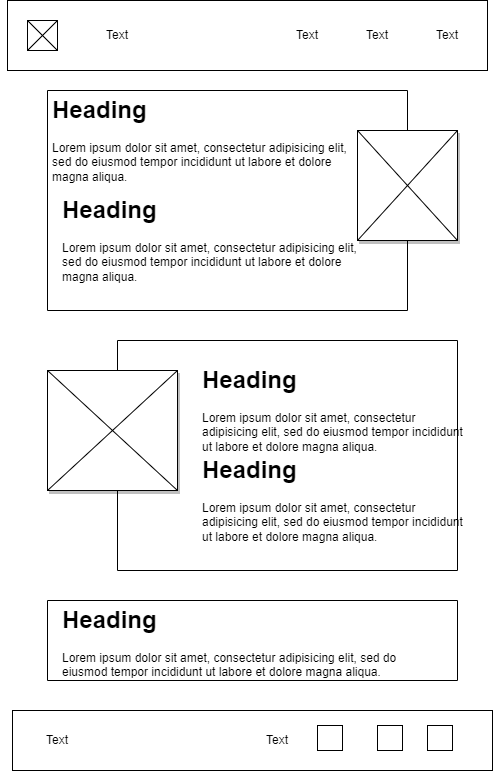 Text
Text
Text
Text
Heading
Lorem ipsum dolor sit amet, consectetur adipisicing elit,
sed do eiusmod tempor incididunt ut labore et dolore
magna aliqua.
Heading
Lorem ipsum dolor sit amet, consectetur adipisicing elit,
sed do eiusmod tempor incididunt ut labore et dolore
magna aliqua.
Heading
Lorem ipsum dolor sit amet, consectetur
adipisicing elit, sed do eiusmod tempor incididunt
ut labore et dolore magna aliqua.
Heading
Lorem ipsum dolor sit amet, consectetur
adipisicing elit, sed do eiusmod tempor incididunt
ut labore et dolore magna aliqua.
Heading
Lorem ipsum dolor sit amet, consectetur adipisicing elit, sed do
eiusmod tempor incididunt ut labore et dolore magna aliqua.
Text
Text